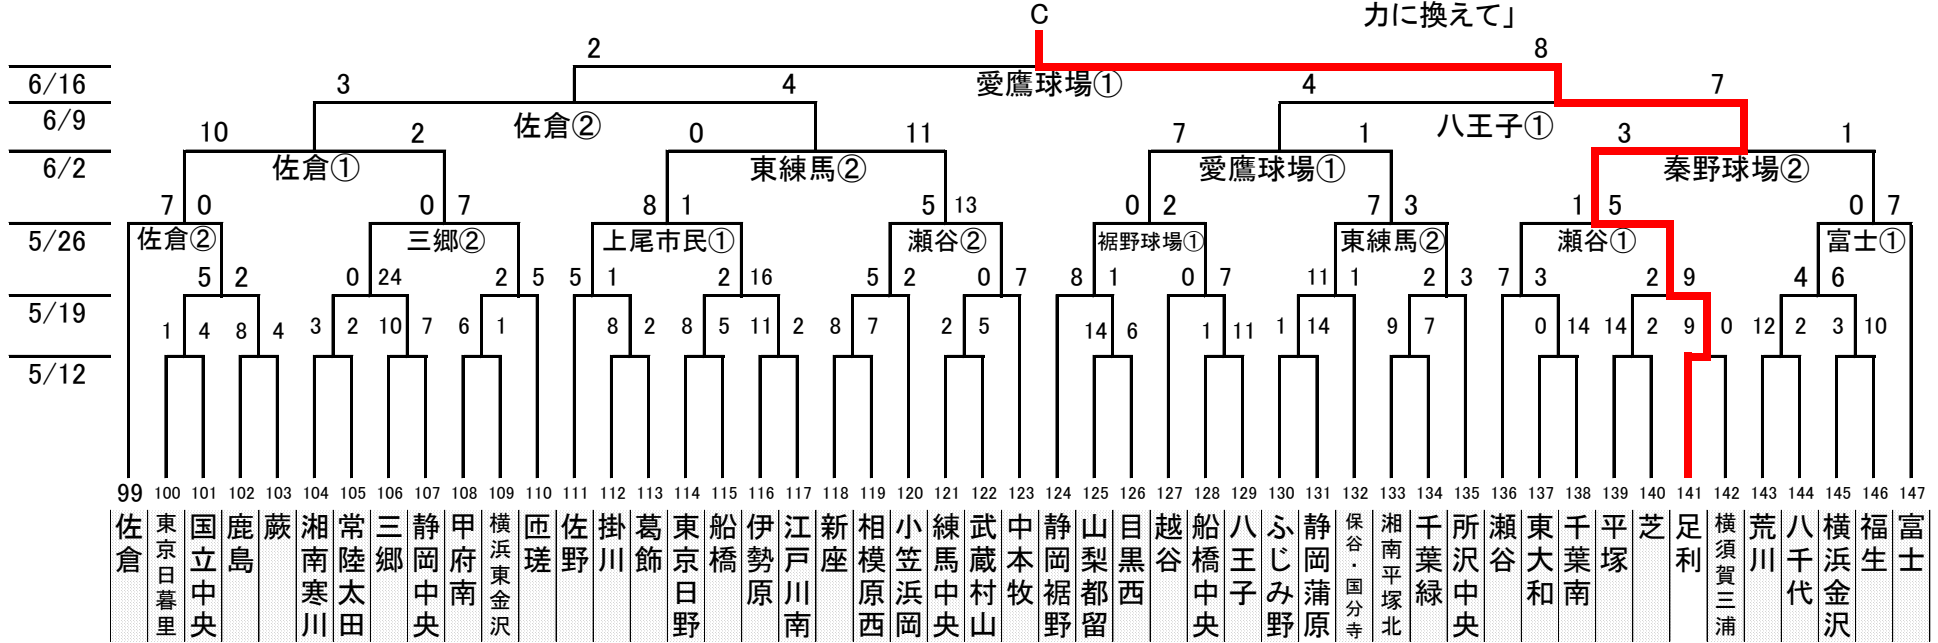 C 力に換えて」
2 8
6/16 3 4 愛鷹球場① 4 7
6/9 10 2 佐倉② 0 11 7 1 八王子① 3 1
6/2 佐倉① 東練馬② 愛鷹球場① 秦野球場②
7 0 0 7 8 1 5 13 0 2 7 3 1 5 0 7
5/26 佐倉② 三郷② 上尾市民① 瀬谷② 裾野球場① 東練馬② 瀬谷① 富士①
5 2 0 24 2 5 5 1 2 16 5 2 0 7 8 1 0 7 11 1 2 3 7 3 2 9 4 6
5/19 1 4 8 4 3 2 10 7 6 1 8 2 8 5 11 2 8 7 2 5 14 6 1 11 1 14 9 7 0 14 14 2 9 0 12 2 3 10
5/12
99 100 101 102 103 104 105 106 107 108 109 110 111 112 113 114 115 116 117 118 119 120 121 122 123 124 125 126 127 128 129 130 131 132 133 134 135 136 137 138 139 140 141 142 143 144 145 146 147
佐倉
東京日暮里
国立中央
鹿島
蕨
湘南寒川
常陸太田
三郷
静岡中央
甲府南
横浜東金沢
匝瑳
佐野
掛川
葛飾
東京日野
船橋
伊勢原
江戸川南
新座
相模原西
小笠浜岡
練馬中央
武蔵村山
中本牧
静岡裾野
山梨都留
目黒西
越谷
船橋中央
八王子
ふじみ野
静岡蒲原
保谷・国分寺
湘南平塚北
千葉緑
所沢中央
瀬谷
東大和
千葉南
平塚
芝
足利
横須賀三浦
荒川
八千代
横浜金沢
福生
富士